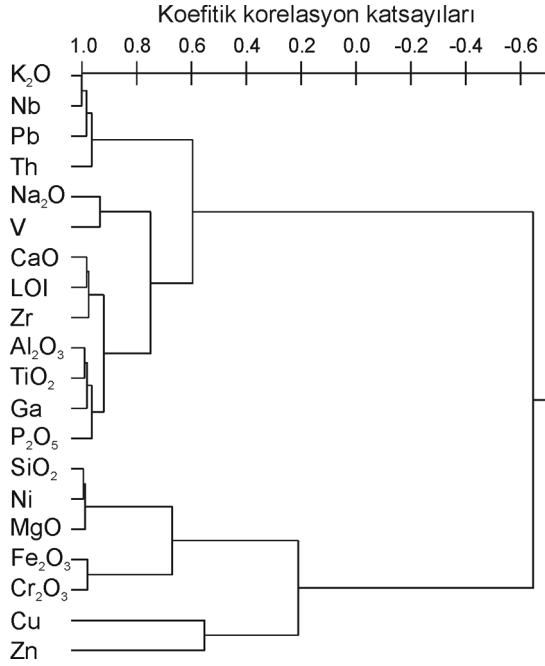 Koefitik korelasyon katsayıları
1.0 0.8 0.6 0.4 0.2 0.0 -0.2 -0.4 -0.6
K₂O
Nb
Pb
Th
Na₂O
V
CaO
LOI
Zr
Al₂O₃
TiO₂
Ga
P₂O₅
SiO₂
Ni
MgO
Fe₂O₃
Cr₂O₃
Cu
Zn